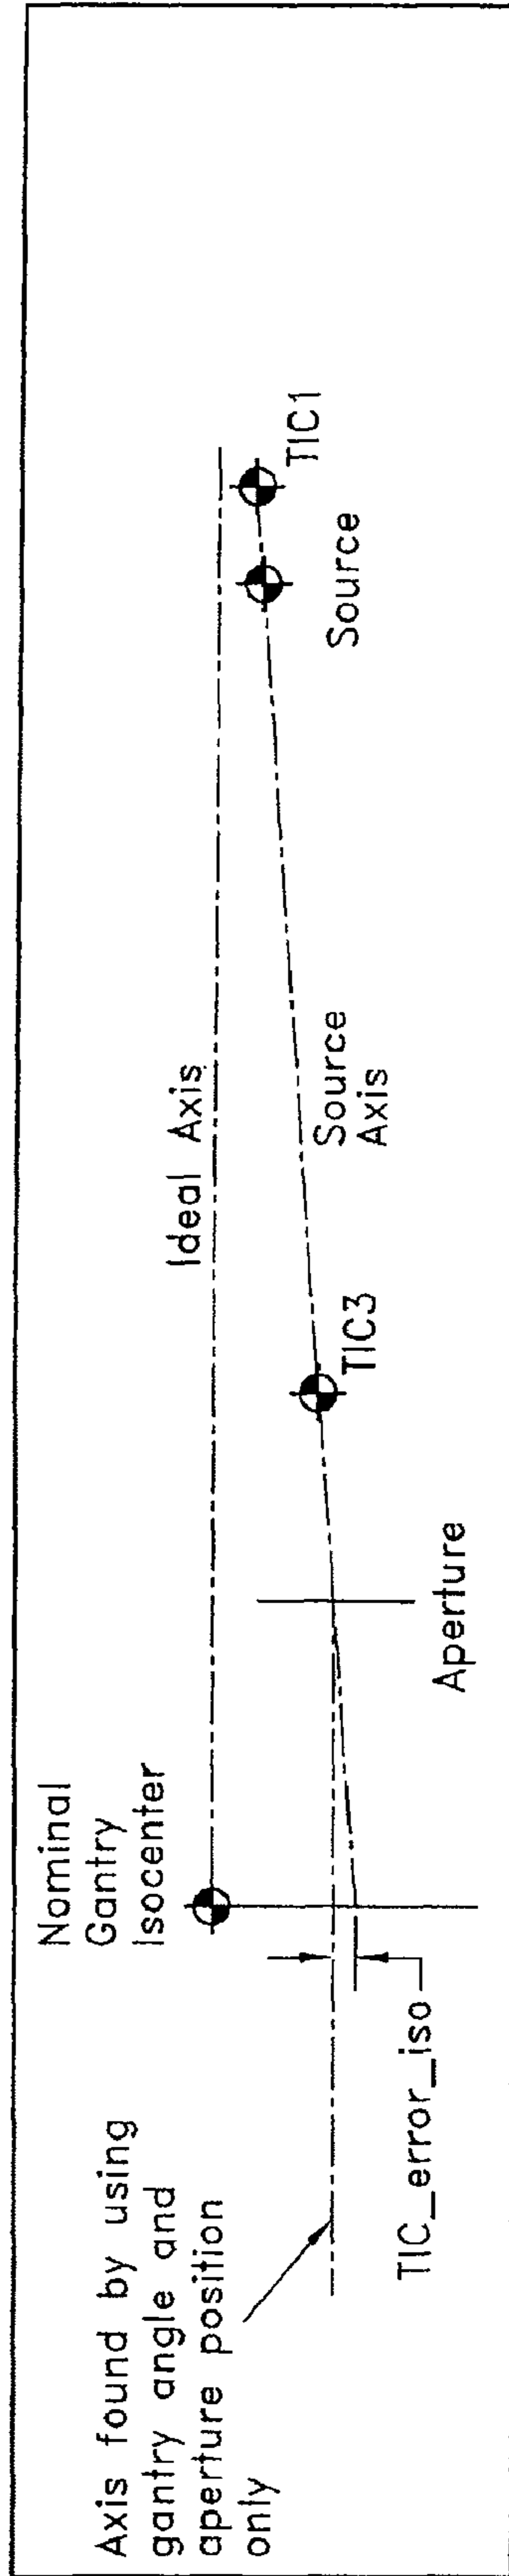 Axis found by using
gantry angle and
aperture position
only
Nominal
Gantry
Isocenter
TIC_error_iso
Aperture
TIC3
Ideal Axis
Source
Axis
Source
TIC1